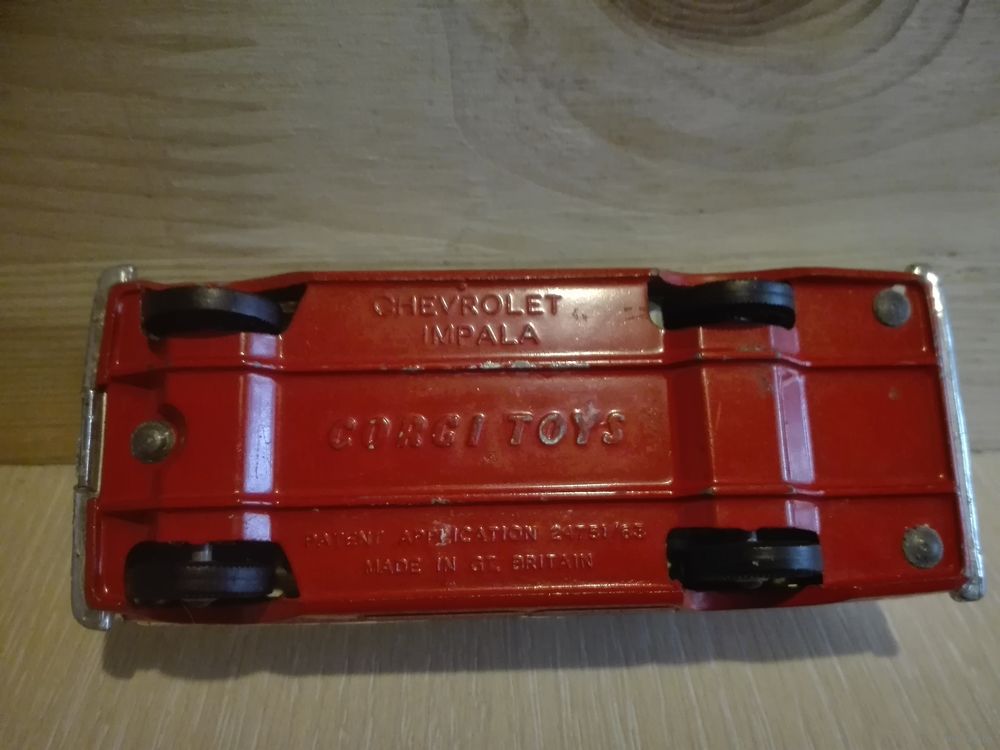 CHEVROLET
IMPALA
CORGI TOYS
PATENT APPLICATION 24731/63
MADE IN GT. BRITAIN